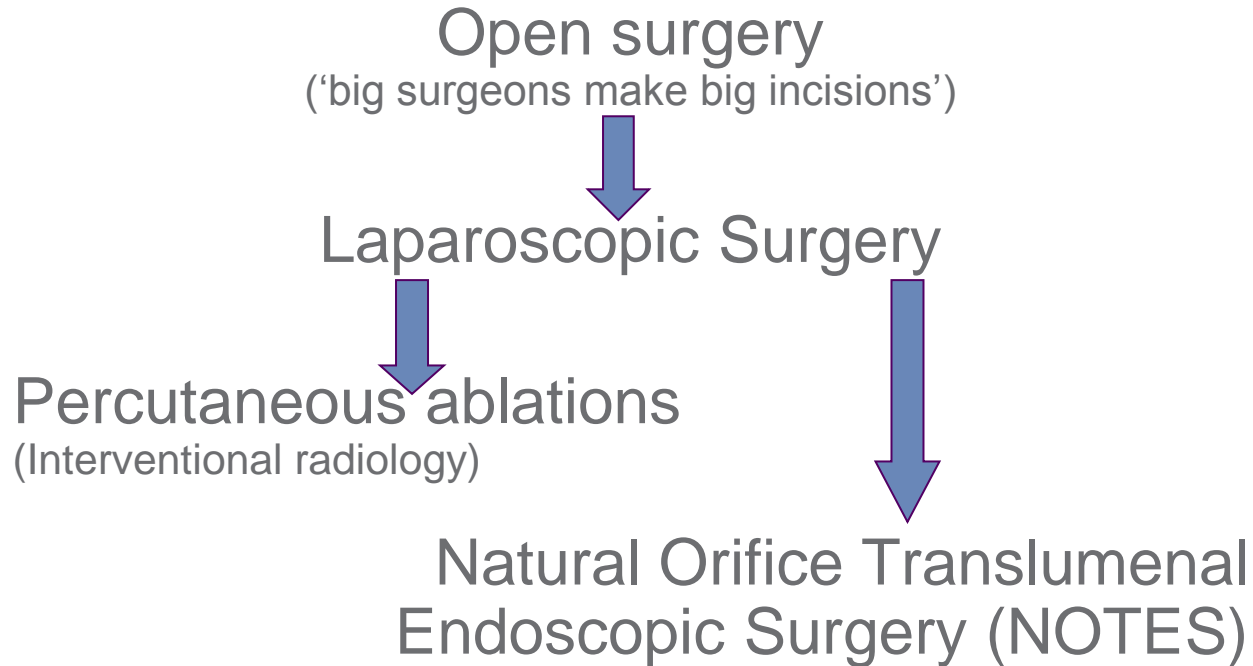 Open surgery
(‘big surgeons make big incisions’)
Laparoscopic Surgery
Percutaneous ablations
(Interventional radiology)
Natural Orifice Translumenal
Endoscopic Surgery (NOTES)